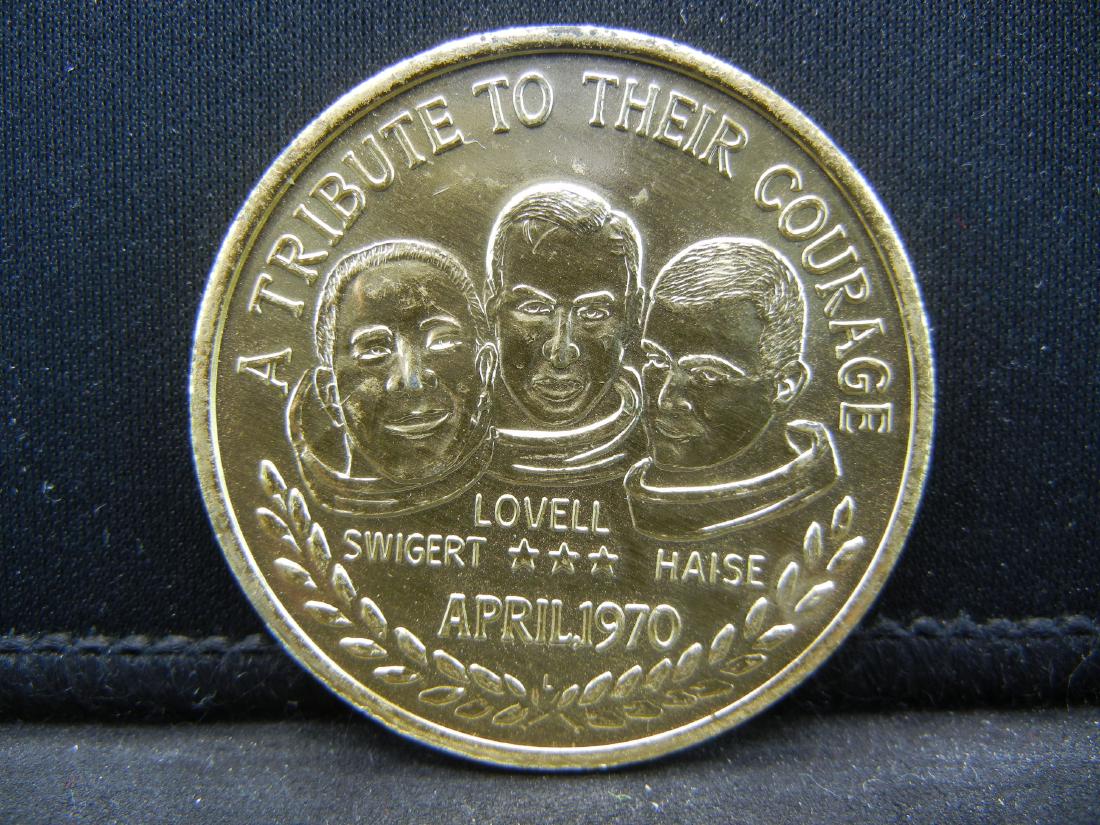 A TRIBUTE TO THEIR COURAGE
LOVELL
SWIGERT ☆☆☆ HAISE
APRIL.1970